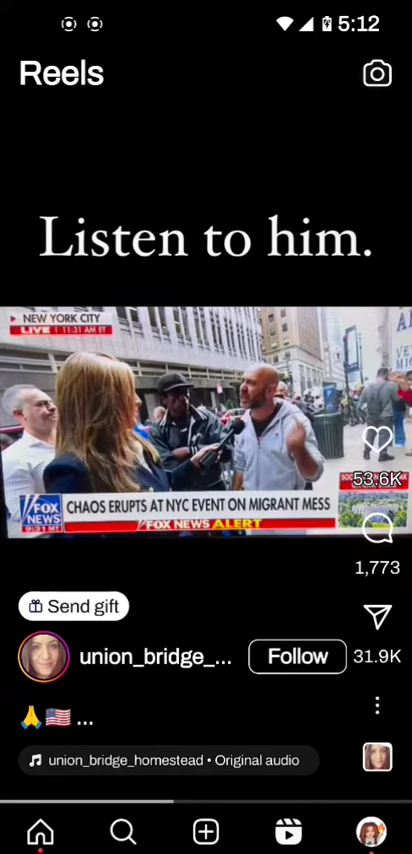 5:12
Reels
Listen to him.
NEW YORK CITY
LIVE 11:31 AM ET
FOX
NEWS
CHAOS ERUPTS AT NYC EVENT ON MIGRANT MESS
FOX NEWS ALERT
53.6K
1,773
Send gift
union_bridge_...
Follow
31.9K
🙏🇺🇸 ...
union_bridge_homestead • Original audio